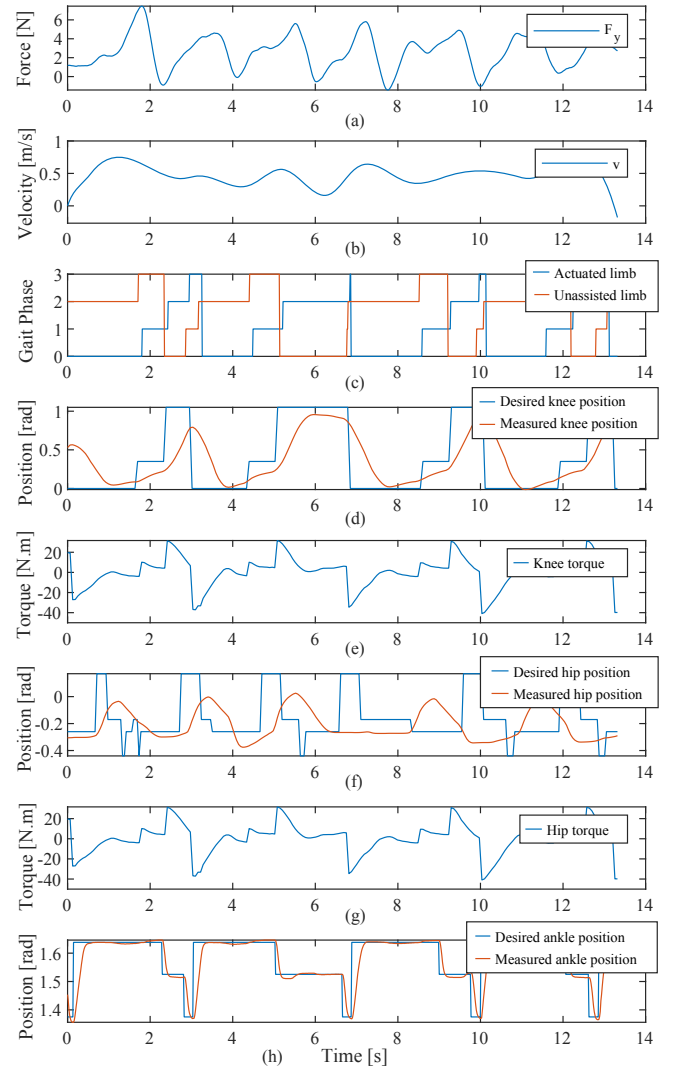 Force [N]
6
4
2
0
F_y
0 2 4 6 8 10 12 14
(a)
Velocity [m/s]
1
0.5
0
v
0 2 4 6 8 10 12 14
(b)
Gait Phase
3
2
1
0
Actuated limb
Unassisted limb
0 2 4 6 8 10 12 14
(c)
Position [rad]
1
0.5
0
Desired knee position
Measured knee position
0 2 4 6 8 10 12 14
(d)
Torque [N.m]
20
0
-20
-40
Knee torque
0 2 4 6 8 10 12 14
(e)
Position [rad]
0
-0.2
-0.4
Desired hip position
Measured hip position
0 2 4 6 8 10 12 14
(f)
Torque [N.m]
20
0
-20
-40
Hip torque
0 2 4 6 8 10 12 14
(g)
Position [rad]
1.6
1.5
1.4
Desired ankle position
Measured ankle position
0 2 4 6 8 10 12 14
(h) Time [s]